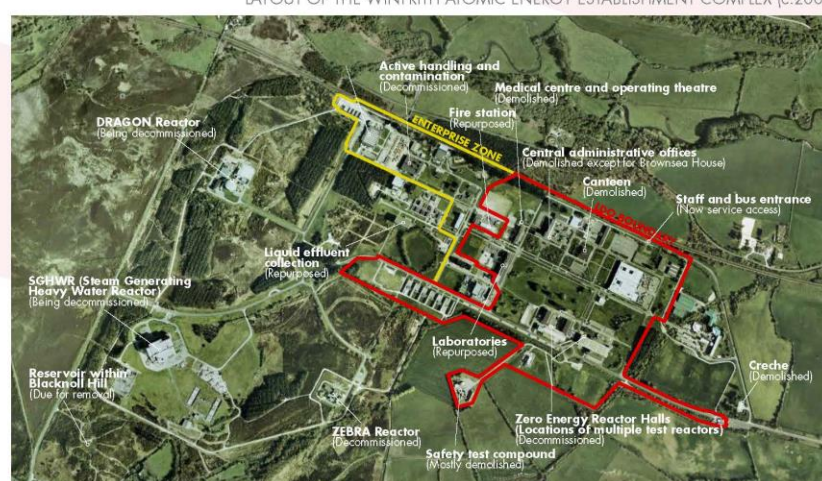 LAYOUT OF THE WINFRITH ATOMIC ENERGY ESTABLISHMENT COMPLEX (c.200
Active handling and
contamination
(Decommissioned)
Medical centre and operating theatre
(Demolished)
Fire station
(Repurposed)
DRAGON Reactor
(Being decommissioned)
ENTERPRISE ZONE
Central administrative offices
(Demolished except for Brownsea House)
Canteen
(Demolished)
Staff and bus entrance
(Now service access)
LDO BOUNDARY
Liquid effluent
collection
(Repurposed)
SGHWR (Steam Generating
Heavy Water Reactor)
(Being decommissioned)
Laboratories
(Repurposed)
Reservoir within
Blacknoll Hill
(Due for removal)
Creche
(Demolished)
ZEBRA Reactor
(Decommissioned)
Zero Energy Reactor Halls
(Locations of multiple test reactors)
(Decommissioned)
Safety test compound
(Mostly demolished)